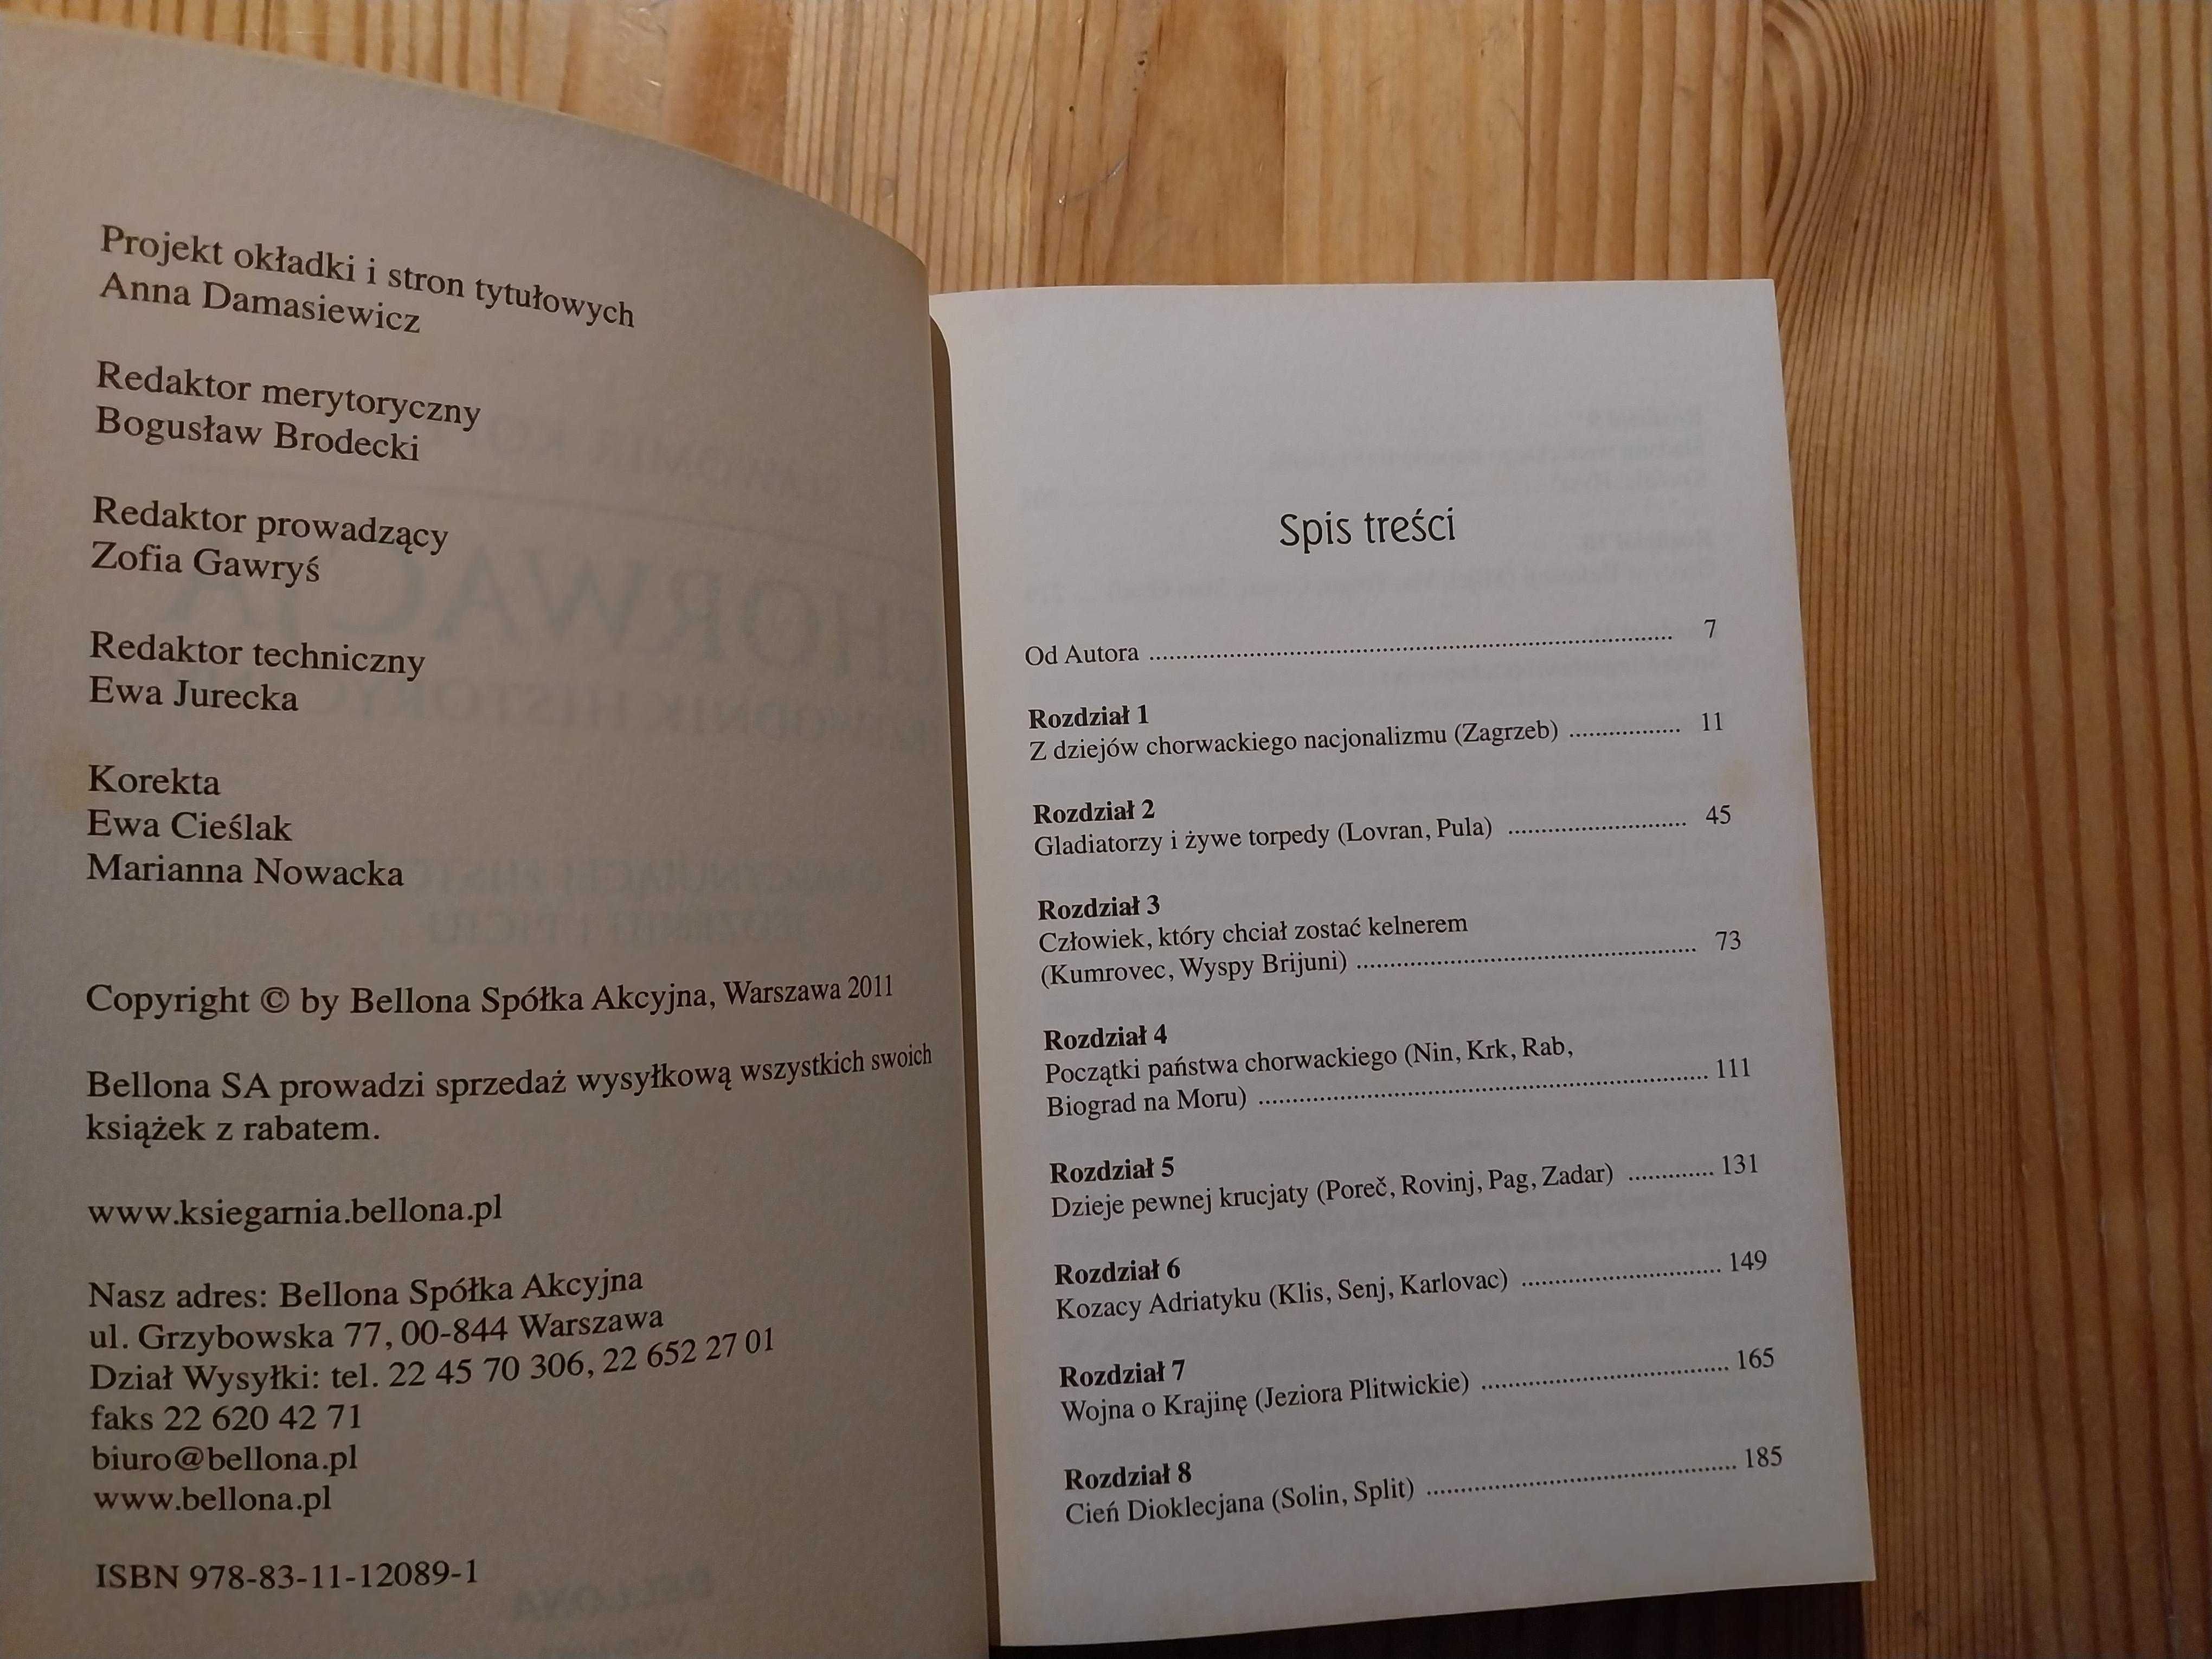 Projekt okładki i stron tytułowych
Anna Damasiewicz
Redaktor merytoryczny
Bogusław Brodecki
Redaktor prowadzący
Zofia Gawryś
Redaktor techniczny
Ewa Jurecka
Korekta
Ewa Cieślak
Marianna Nowacka
Copyright © by Bellona Spółka Akcyjna, Warszawa 2011
Bellona SA prowadzi sprzedaż wysyłkową wszystkich swoich
książek z rabatem.
www.ksiegarnia.bellona.pl
Nasz adres: Bellona Spółka Akcyjna
ul. Grzybowska 77, 00-844 Warszawa
Dział Wysyłki: tel. 22 45 70 306, 22 652 27 01
faks 22 620 42 71
biuro@bellona.pl
www.bellona.pl
ISBN 978-83-11-12089-1
Spis treści
Od Autora ........ 7
Rozdział 1
Z dziejów chorwackiego nacjonalizmu (Zagrzeb) ........ 11
Rozdział 2
Gladiatorzy i żywe torpedy (Lovran, Pula) ........ 45
Rozdział 3
Człowiek, który chciał zostać kelnerem
(Kumrovec, Wyspy Brijuni) ........ 73
Rozdział 4
Początki państwa chorwackiego (Nin, Krk, Rab,
Biograd na Moru) ........ 111
Rozdział 5
Dzieje pewnej krucjaty (Poreč, Rovinj, Pag, Zadar) ........ 131
Rozdział 6
Kozacy Adriatyku (Klis, Senj, Karlovac) ........ 149
Rozdział 7
Wojna o Krajinę (Jeziora Plitwickie) ........ 165
Rozdział 8
Cień Dioklecjana (Solin, Split) ........ 185